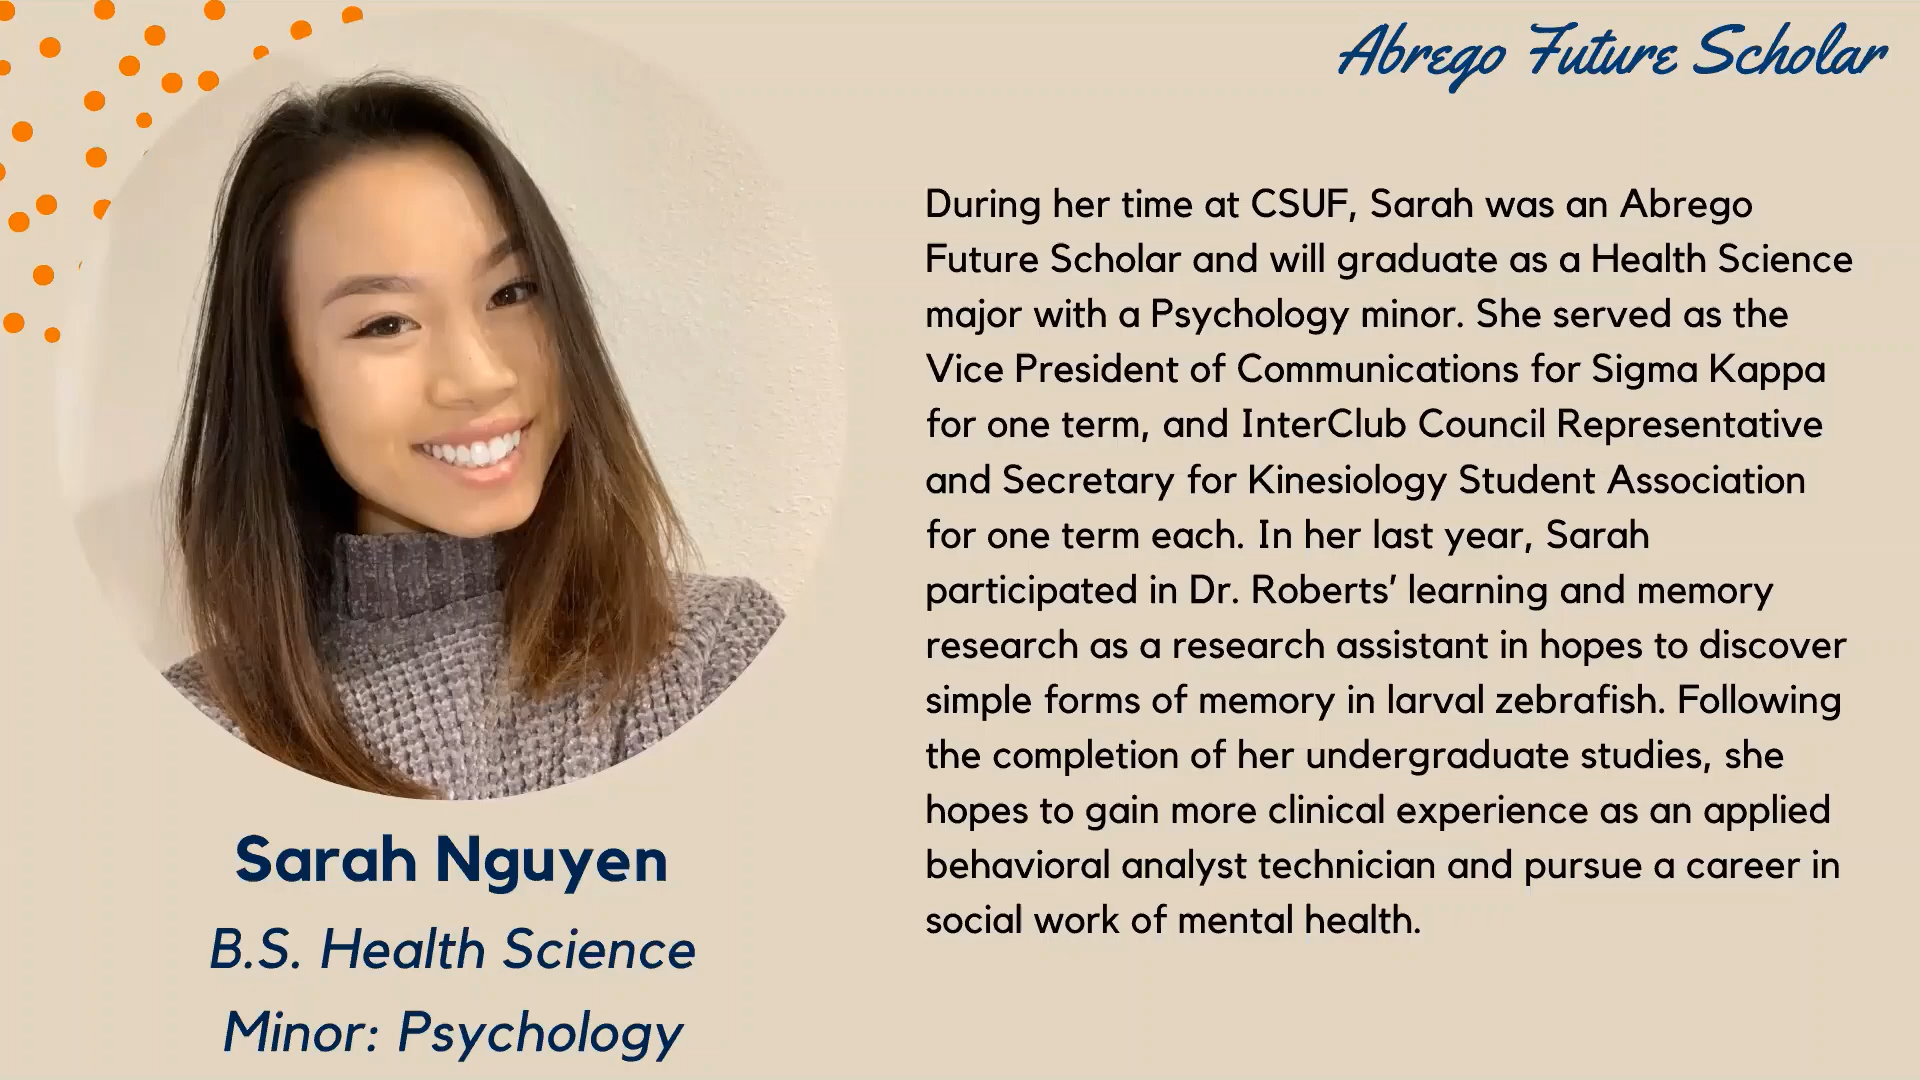 Abrego Future Scholar
During her time at CSUF, Sarah was an Abrego
Future Scholar and will graduate as a Health Science
major with a Psychology minor. She served as the
Vice President of Communications for Sigma Kappa
for one term, and InterClub Council Representative
and Secretary for Kinesiology Student Association
for one term each. In her last year, Sarah
participated in Dr. Roberts’ learning and memory
research as a research assistant in hopes to discover
simple forms of memory in larval zebrafish. Following
the completion of her undergraduate studies, she
hopes to gain more clinical experience as an applied
behavioral analyst technician and pursue a career in
social work of mental health.
Sarah Nguyen
B.S. Health Science
Minor: Psychology